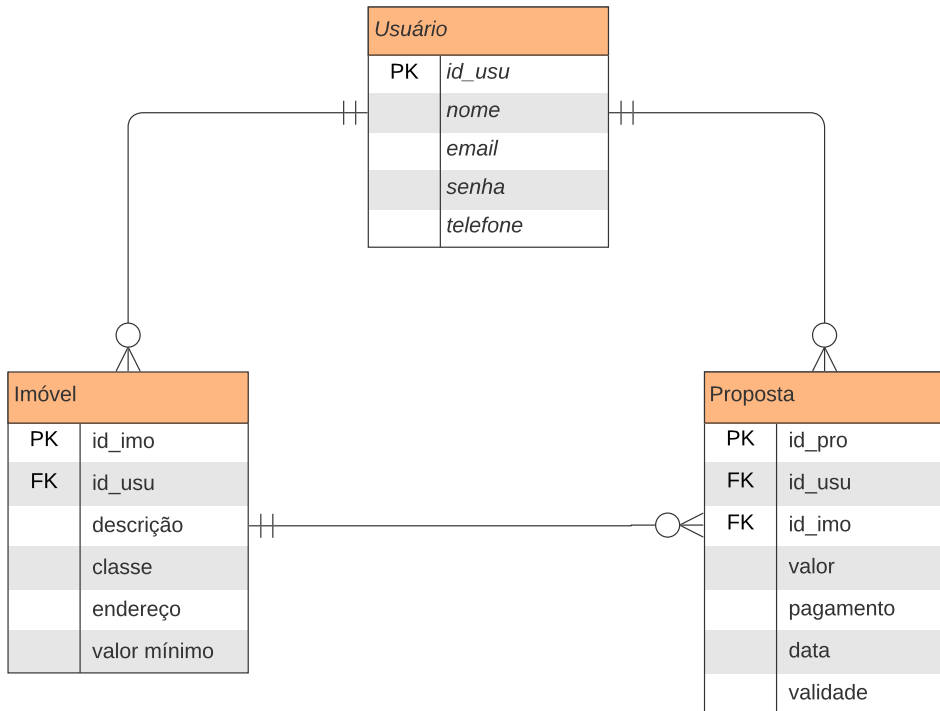 Usuário
PK id_usu
nome
email
senha
telefone
Imóvel
PK id_imo
FK id_usu
descrição
classe
endereço
valor mínimo
Proposta
PK id_pro
FK id_usu
FK id_imo
valor
pagamento
data
validade